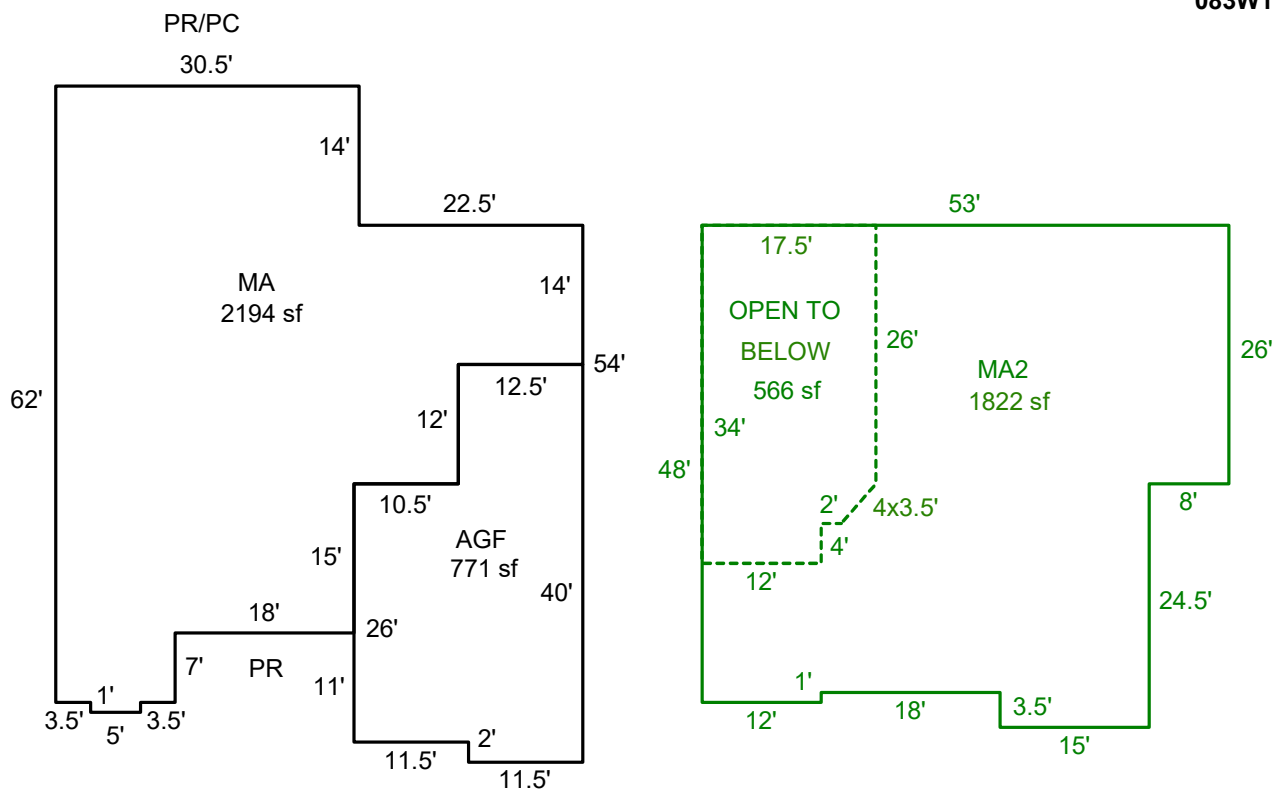 083W1
PR/PC
30.5'
14'
22.5'
MA
2194 sf
14'
54'
12.5'
62'
12'
10.5'
AGF
771 sf
15'
40'
18'
26'
PR
7'
11'
1'
3.5'
5'
3.5'
2'
11.5'
11.5'
53'
17.5'
OPEN TO
BELOW
566 sf
26'
26'
MA2
1822 sf
34'
48'
2'
4x3.5'
8'
4'
12'
24.5'
1'
12'
18'
3.5'
15'